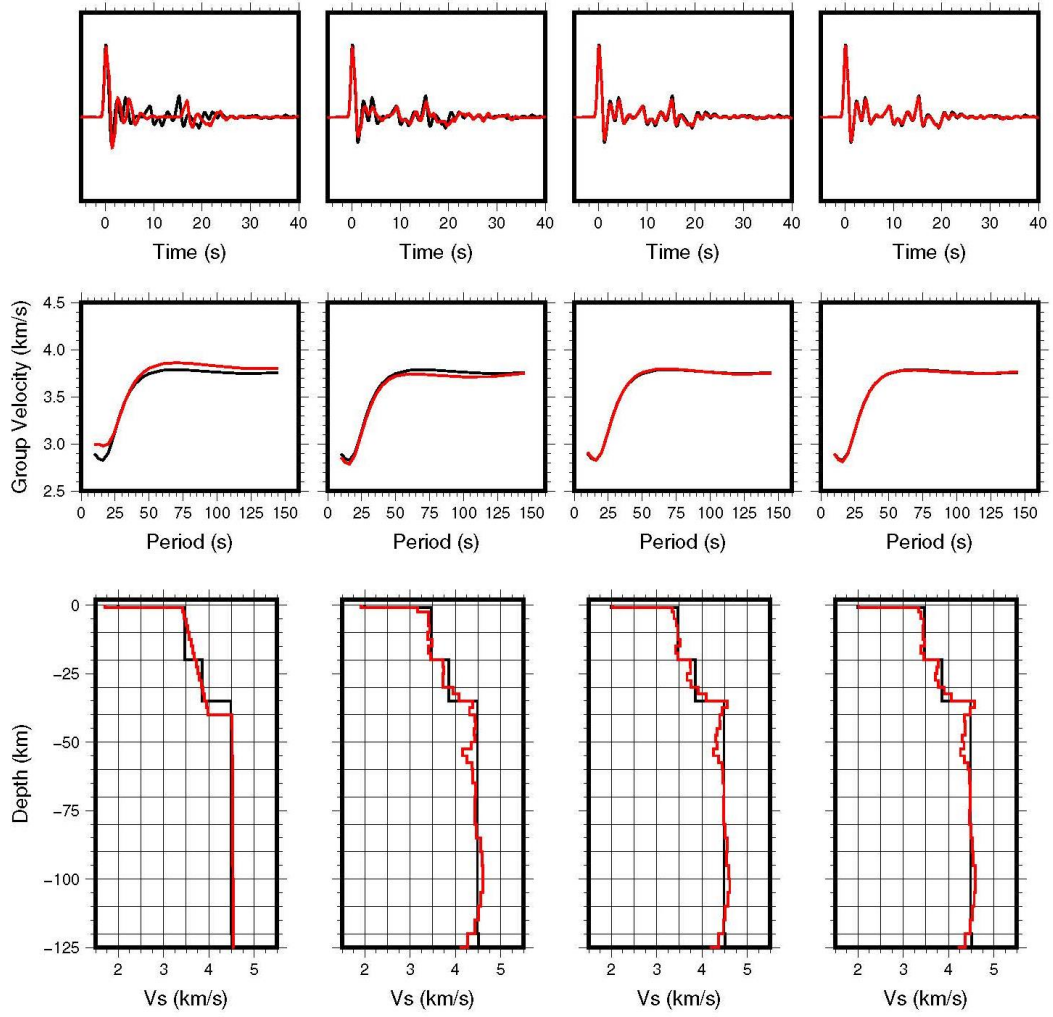 0 10 20 30 40 0 10 20 30 40 0 10 20 30 40 0 10 20 30 40
Time (s) Time (s) Time (s) Time (s)
Group Velocity (km/s)
4.5
4.0
3.5
3.0
2.5
0 25 50 75 100 125 150 0 25 50 75 100 125 150 0 25 50 75 100 125 150 0 25 50 75 100 125 150
Period (s) Period (s) Period (s) Period (s)
Depth (km)
0
−25
−50
−75
−100
−125
2 3 4 5 2 3 4 5 2 3 4 5 2 3 4 5
Vs (km/s) Vs (km/s) Vs (km/s) Vs (km/s)